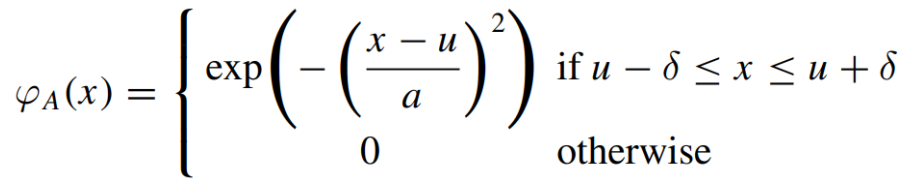 φ_A(x) = { exp(−((x − u)/a)²) if u − δ ≤ x ≤ u + δ
0 otherwise